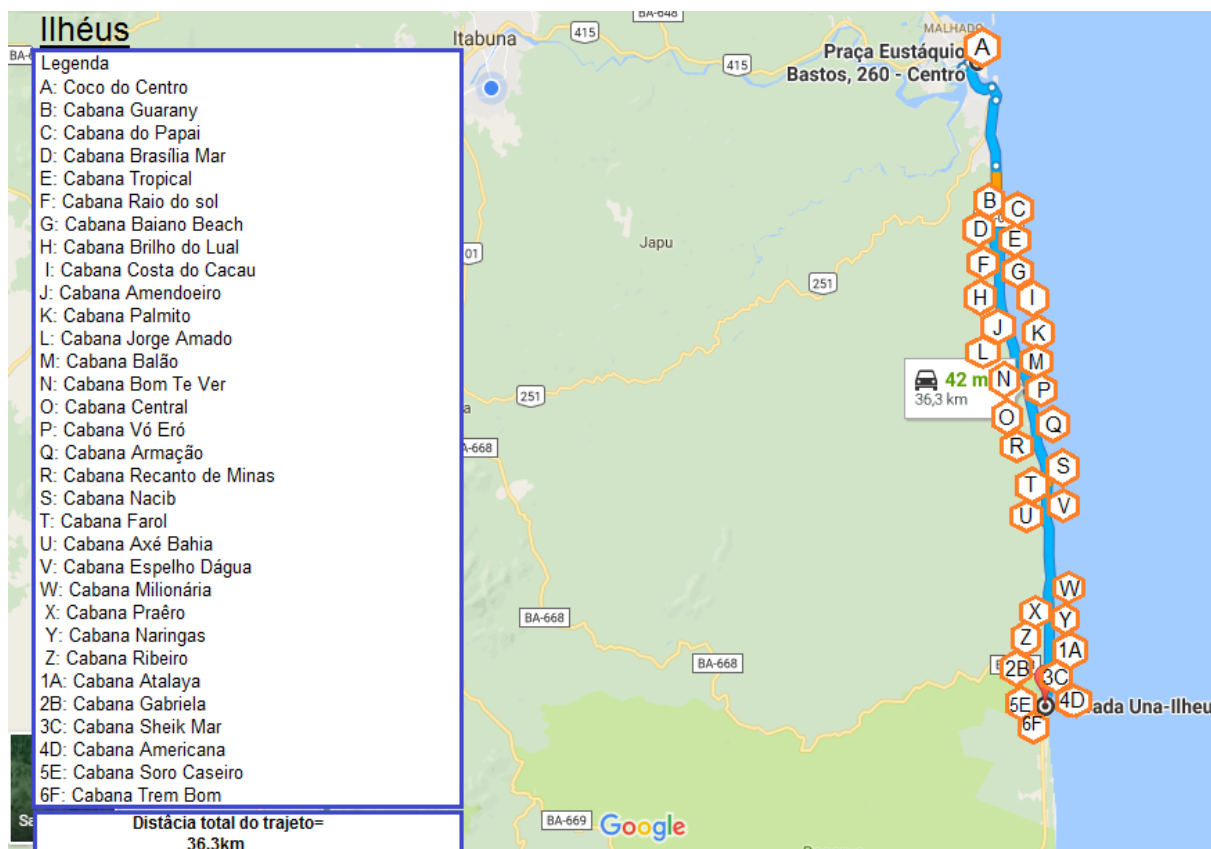 Ilhéus
Legenda
A: Coco do Centro
B: Cabana Guarany
C: Cabana do Papai
D: Cabana Brasília Mar
E: Cabana Tropical
F: Cabana Raio do sol
G: Cabana Baiano Beach
H: Cabana Brilho do Lual
I: Cabana Costa do Cacau
J: Cabana Amendoeiro
K: Cabana Palmito
L: Cabana Jorge Amado
M: Cabana Balão
N: Cabana Bom Te Ver
O: Cabana Central
P: Cabana Vó Eró
Q: Cabana Armação
R: Cabana Recanto de Minas
S: Cabana Nacib
T: Cabana Farol
U: Cabana Axé Bahia
V: Cabana Espelho Dágua
W: Cabana Milionária
X: Cabana Praêro
Y: Cabana Naringas
Z: Cabana Ribeiro
1A: Cabana Atalaya
2B: Cabana Gabriela
3C: Cabana Sheik Mar
4D: Cabana Americana
5E: Cabana Soro Caseiro
6F: Cabana Trem Bom
Distâcia total do trajeto=
36,3km
BA-648
Itabuna
415
415
MALHADO
Praça Eustáquio
Bastos, 260 - Centro
A
B
C
D
E
F
G
H
I
J
K
L
M
N
P
O
Q
R
S
T
U
V
W
X
Y
Z
1A
2B
3C
4D
5E
6F
Japu
01
251
251
42 m
36,3 km
BA-668
BA-668
ada Una-Ilheu
BA-669
Google